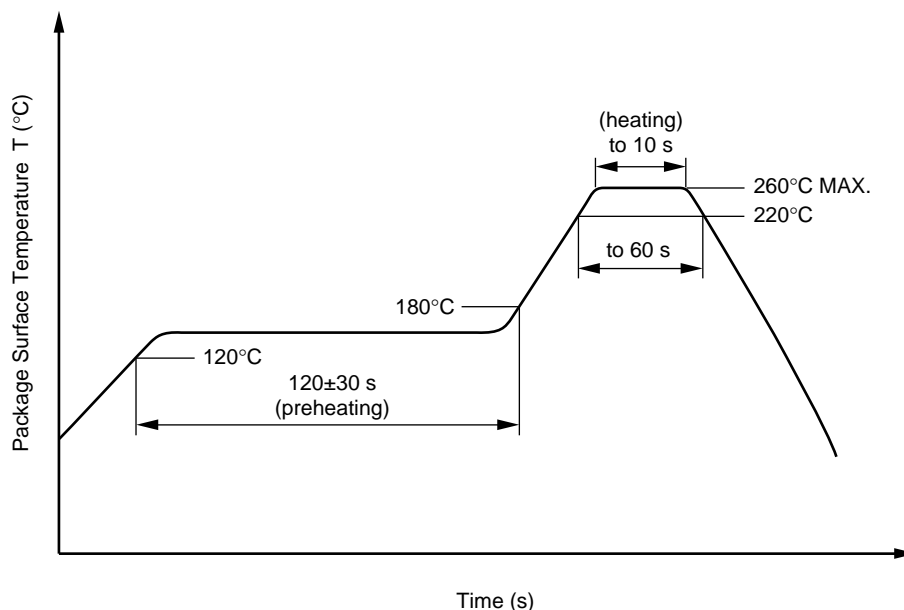 Package Surface Temperature T (°C)
(heating)
to 10 s
260°C MAX.
220°C
to 60 s
180°C
120°C
120±30 s
(preheating)
Time (s)